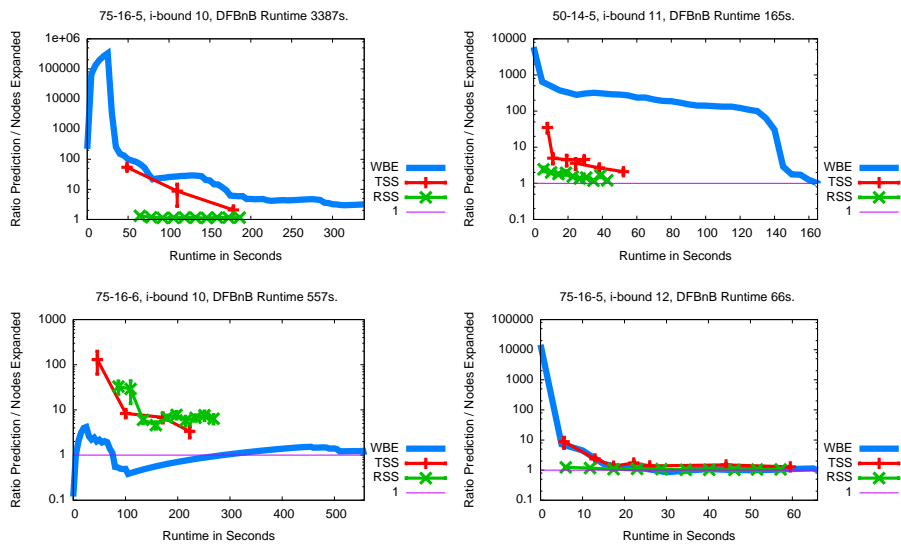 75-16-5, i-bound 10, DFBnB Runtime 3387s.
Ratio Prediction / Nodes Expanded
1e+06
100000
10000
1000
100
10
1
0 50 100 150 200 250 300
Runtime in Seconds
WBE
TSS
RSS
1
50-14-5, i-bound 11, DFBnB Runtime 165s.
Ratio Prediction / Nodes Expanded
10000
1000
100
10
1
0.1
0 20 40 60 80 100 120 140 160
Runtime in Seconds
WBE
TSS
RSS
1
75-16-6, i-bound 10, DFBnB Runtime 557s.
Ratio Prediction / Nodes Expanded
1000
100
10
1
0.1
0 100 200 300 400 500
Runtime in Seconds
WBE
TSS
RSS
1
75-16-5, i-bound 12, DFBnB Runtime 66s.
Ratio Prediction / Nodes Expanded
100000
10000
1000
100
10
1
0.1
0 10 20 30 40 50 60
Runtime in Seconds
WBE
TSS
RSS
1